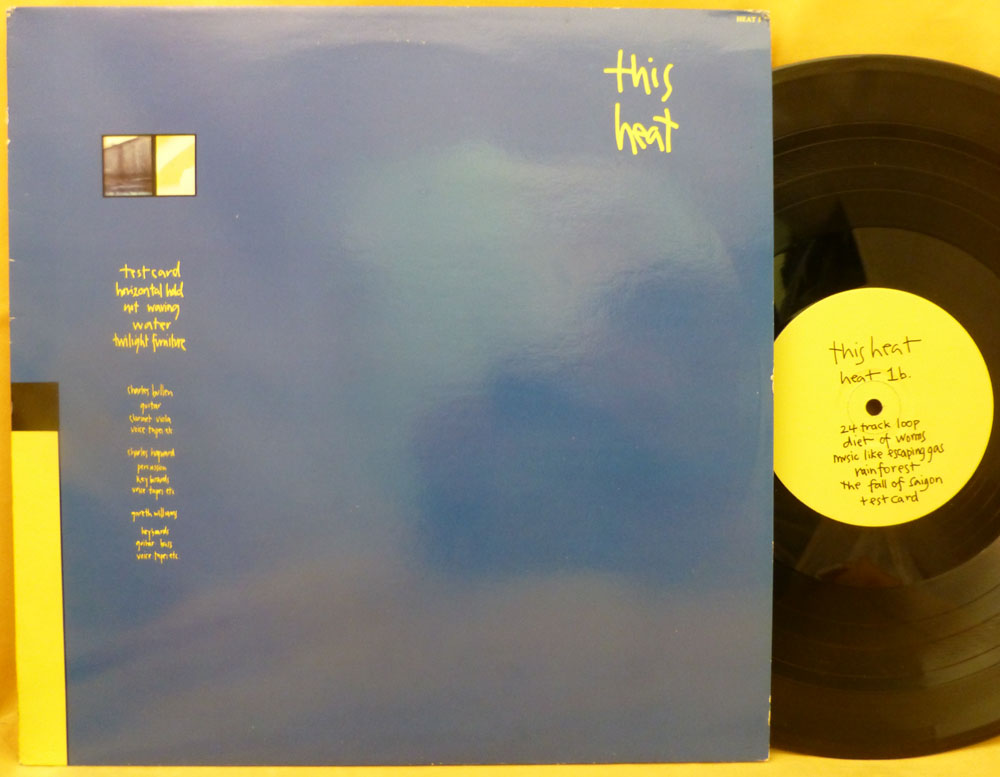 HEAT 1
this
heat
test card
horizontal hold
not waving
water
twilight furniture
charles bullen
guitar
clarinet viola
voice tapes etc
charles hayward
percussion
keyboards
voice tapes etc
gareth williams
keyboards
guitar bass
voice tapes etc
this heat
heat 1b.
24 track loop
diet of worms
music like escaping gas
rainforest
the fall of saigon
test card